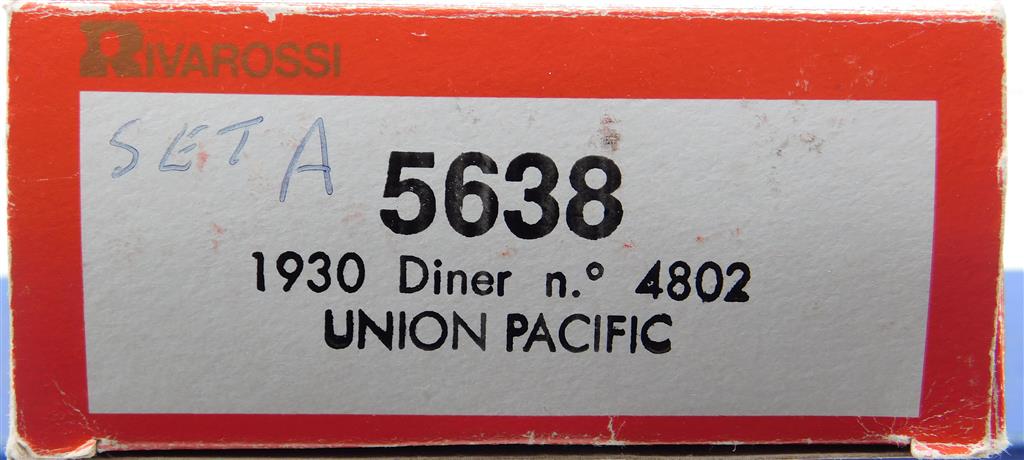 RIVAROSSI
SET A
5638
1930 Diner n.º 4802
UNION PACIFIC